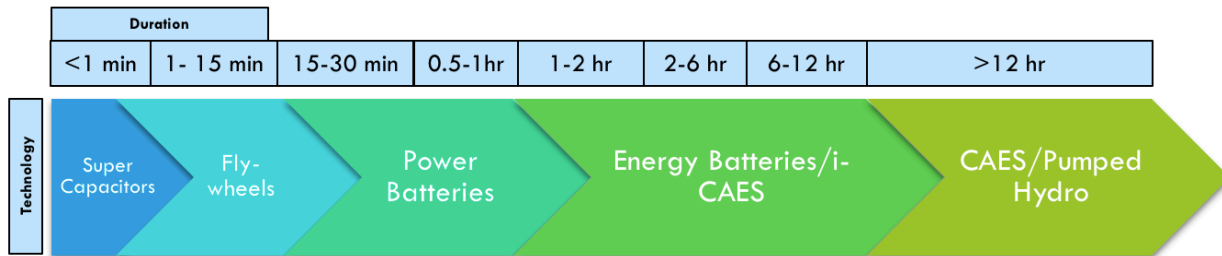 Duration
<1 min
1- 15 min
15-30 min
0.5-1hr
1-2 hr
2-6 hr
6-12 hr
>12 hr
Technology
Super
Capacitors
Fly-
wheels
Power
Batteries
Energy Batteries/i-
CAES
CAES/Pumped
Hydro